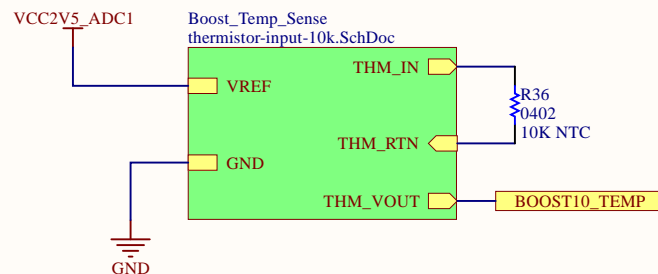 VCC2V5_ADC1
Boost_Temp_Sense
thermistor-input-10k.SchDoc
THM_IN
VREF
R36
0402
10K NTC
THM_RTN
GND
THM_VOUT
BOOST10_TEMP
GND